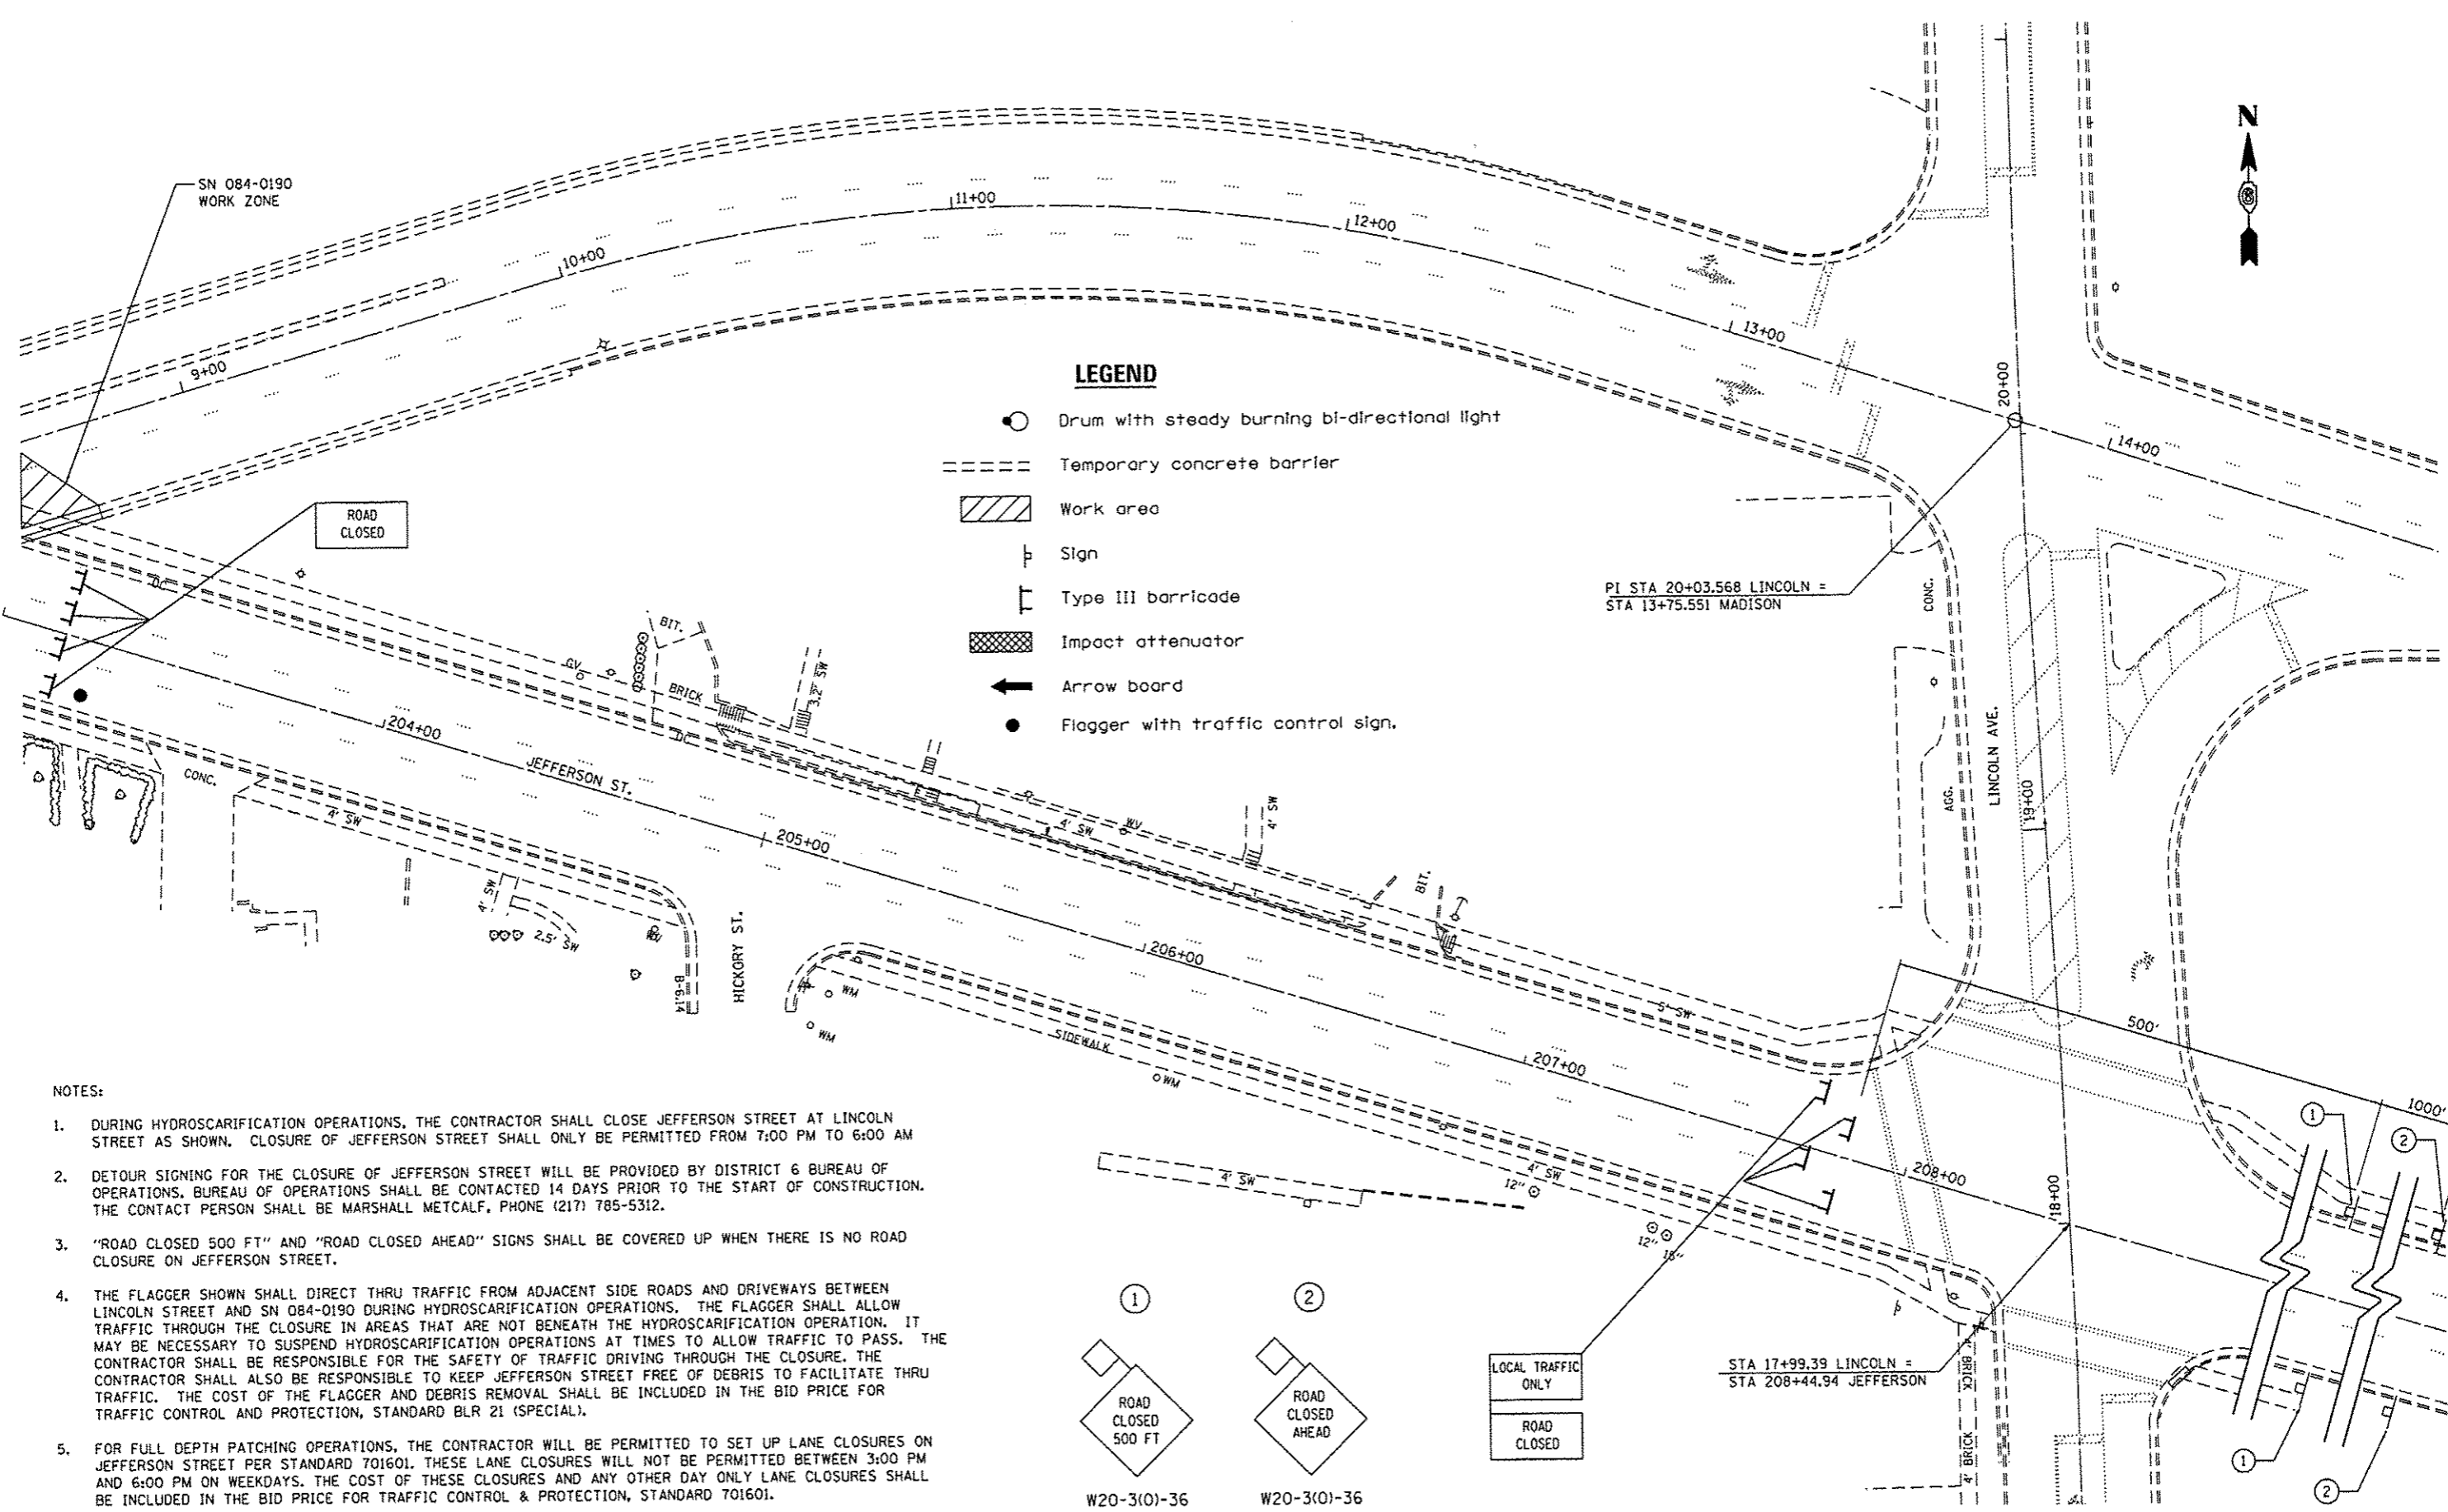 SN 084-0190
WORK ZONE
N
11+00
12+00
10+00
13+00
9+00
20+00
14+00
LEGEND
Drum with steady burning bi-directional light
Temporary concrete barrier
Work area
Sign
Type III barricade
Impact attenuator
Arrow board
Flagger with traffic control sign.
ROAD
CLOSED
PI STA 20+03.568 LINCOLN =
STA 13+75.551 MADISON
CONC.
DC
BIT.
GV
BRICK
3.2' SW
DC
204+00
JEFFERSON ST.
CONC.
4' SW
205+00
4' SW
WV
4' SW
BIT.
AGG.
LINCOLN AVE.
19+00
4' SW
2.5' SW
B-6.14
HICKORY ST.
WM
WM
206+00
SIDEWALK
WM
5' SW
207+00
500'
1000'
1
2
4' SW
4' SW
12"
12"
208+00
18+00
NOTES:
1. DURING HYDROSCARIFICATION OPERATIONS, THE CONTRACTOR SHALL CLOSE JEFFERSON STREET AT LINCOLN
STREET AS SHOWN. CLOSURE OF JEFFERSON STREET SHALL ONLY BE PERMITTED FROM 7:00 PM TO 6:00 AM
2. DETOUR SIGNING FOR THE CLOSURE OF JEFFERSON STREET WILL BE PROVIDED BY DISTRICT 6 BUREAU OF
OPERATIONS. BUREAU OF OPERATIONS SHALL BE CONTACTED 14 DAYS PRIOR TO THE START OF CONSTRUCTION.
THE CONTACT PERSON SHALL BE MARSHALL METCALF, PHONE (217) 785-5312.
3. "ROAD CLOSED 500 FT" AND "ROAD CLOSED AHEAD" SIGNS SHALL BE COVERED UP WHEN THERE IS NO ROAD
CLOSURE ON JEFFERSON STREET.
4. THE FLAGGER SHOWN SHALL DIRECT THRU TRAFFIC FROM ADJACENT SIDE ROADS AND DRIVEWAYS BETWEEN
LINCOLN STREET AND SN 084-0190 DURING HYDROSCARIFICATION OPERATIONS. THE FLAGGER SHALL ALLOW
TRAFFIC THROUGH THE CLOSURE IN AREAS THAT ARE NOT BENEATH THE HYDROSCARIFICATION OPERATION. IT
MAY BE NECESSARY TO SUSPEND HYDROSCARIFICATION OPERATIONS AT TIMES TO ALLOW TRAFFIC TO PASS. THE
CONTRACTOR SHALL BE RESPONSIBLE FOR THE SAFETY OF TRAFFIC DRIVING THROUGH THE CLOSURE. THE
CONTRACTOR SHALL ALSO BE RESPONSIBLE TO KEEP JEFFERSON STREET FREE OF DEBRIS TO FACILITATE THRU
TRAFFIC. THE COST OF THE FLAGGER AND DEBRIS REMOVAL SHALL BE INCLUDED IN THE BID PRICE FOR
TRAFFIC CONTROL AND PROTECTION, STANDARD BLR 21 (SPECIAL).
5. FOR FULL DEPTH PATCHING OPERATIONS, THE CONTRACTOR WILL BE PERMITTED TO SET UP LANE CLOSURES ON
JEFFERSON STREET PER STANDARD 701601. THESE LANE CLOSURES WILL NOT BE PERMITTED BETWEEN 3:00 PM
AND 6:00 PM ON WEEKDAYS. THE COST OF THESE CLOSURES AND ANY OTHER DAY ONLY LANE CLOSURES SHALL
BE INCLUDED IN THE BID PRICE FOR TRAFFIC CONTROL & PROTECTION, STANDARD 701601.
1
ROAD
CLOSED
500 FT
W20-3(0)-36
2
ROAD
CLOSED
AHEAD
W20-3(0)-36
LOCAL TRAFFIC
ONLY
ROAD
CLOSED
STA 17+99.39 LINCOLN =
STA 208+44.94 JEFFERSON
BRICK
4' BRICK
1
2